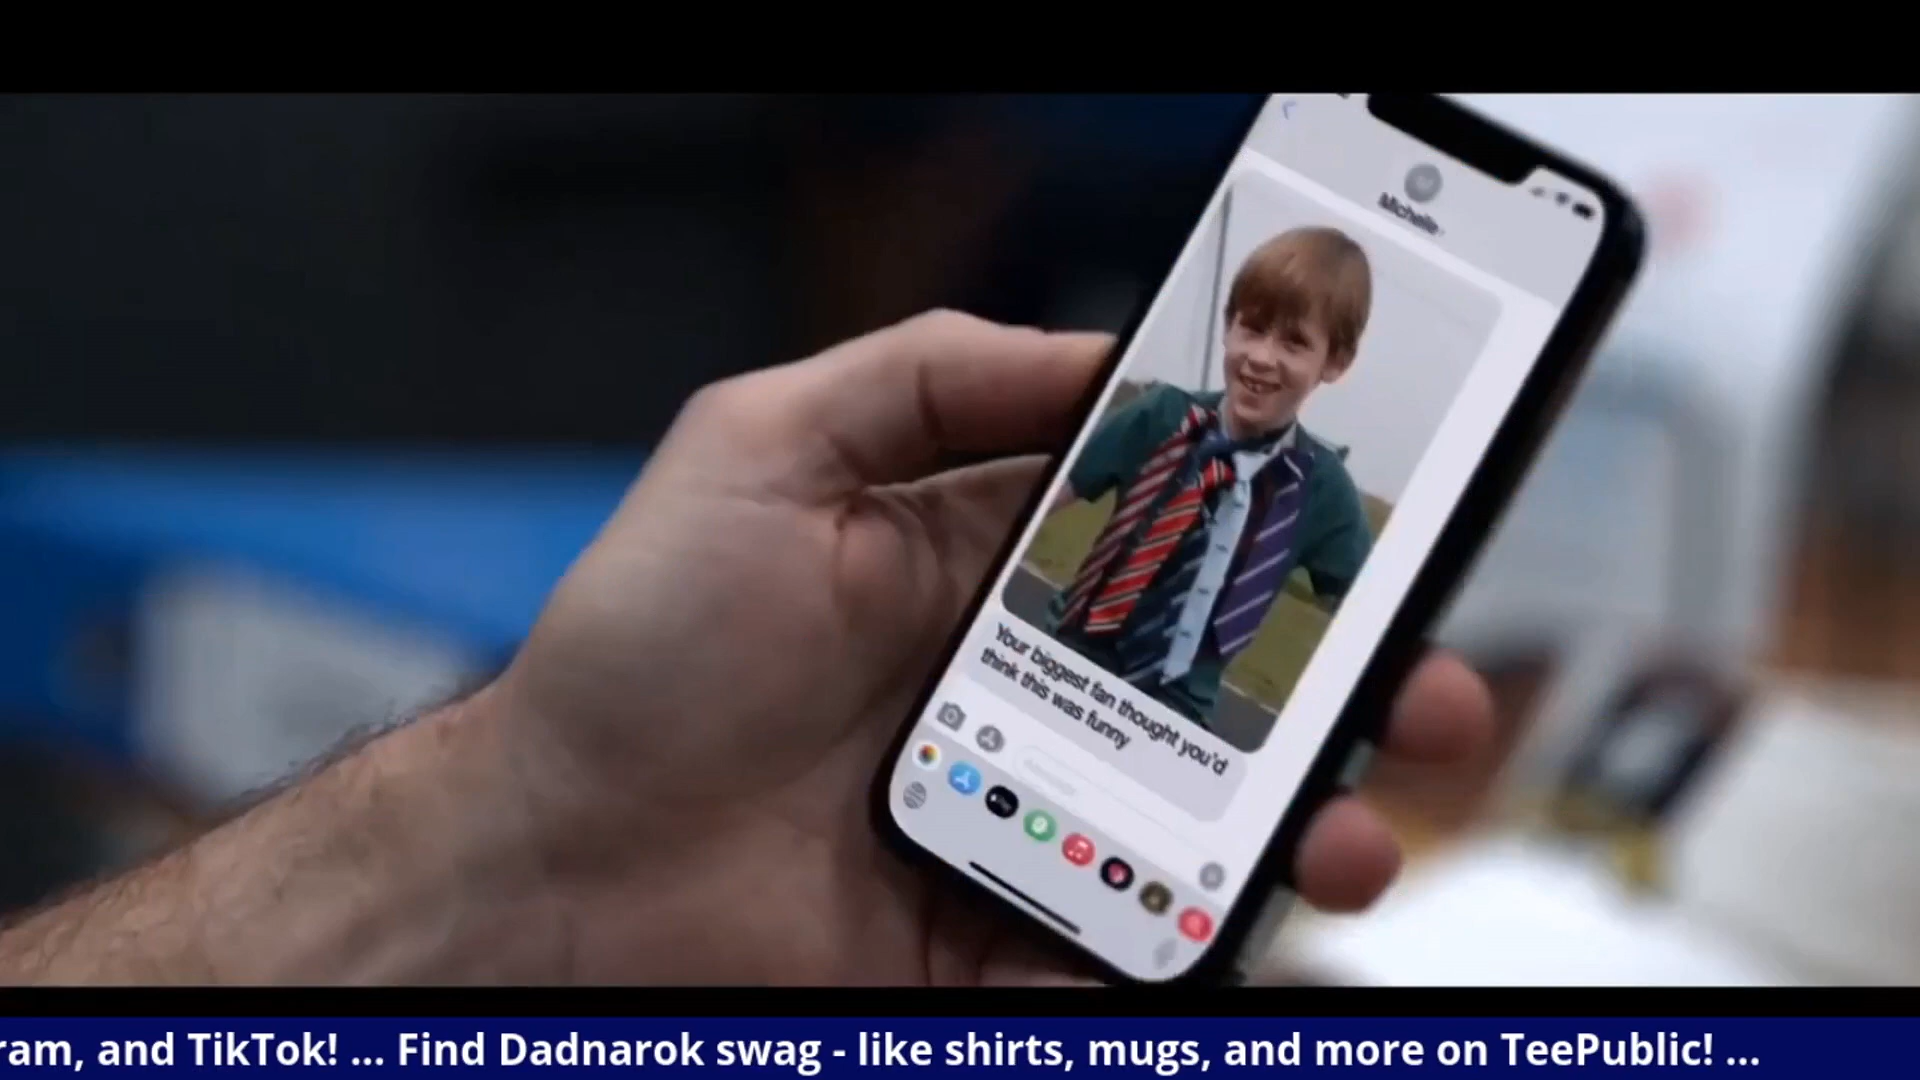 Michelle
Your biggest fan thought you'd
think this was funny
ram, and TikTok! ... Find Dadnarok swag - like shirts, mugs, and more on TeePublic! ...